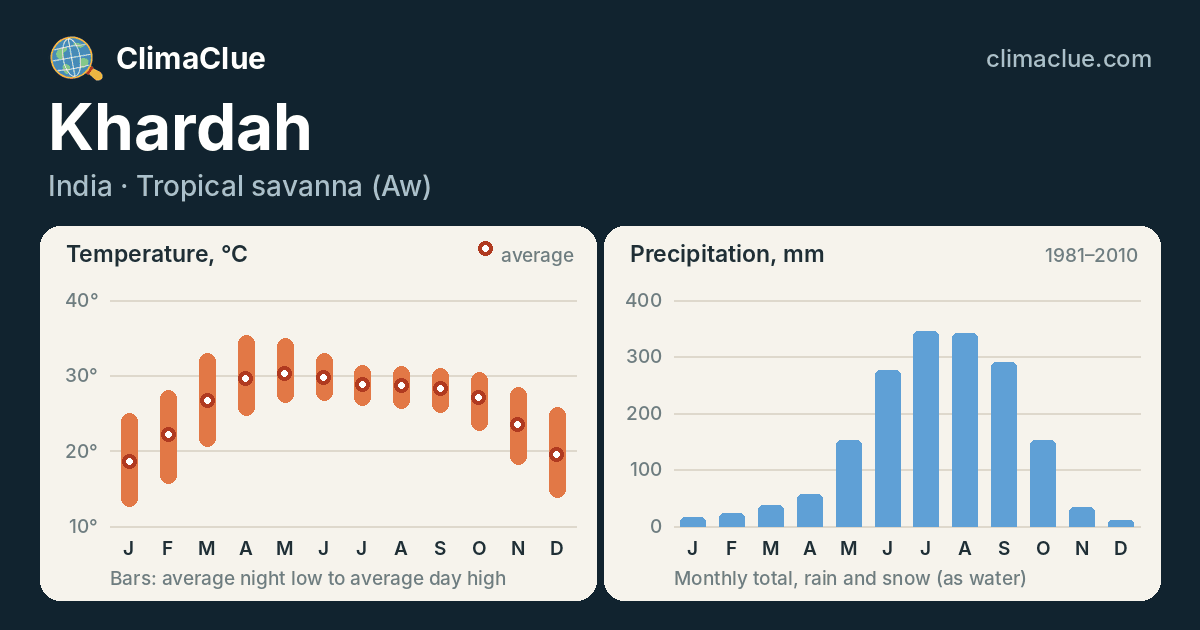 ClimaClue
climaclue.com
Khardah
India · Tropical savanna (Aw)
Temperature, °C
average
40°
30°
20°
10°
J F M A M J J A S O N D
Bars: average night low to average day high
Precipitation, mm
1981–2010
400
300
200
100
0
J F M A M J J A S O N D
Monthly total, rain and snow (as water)